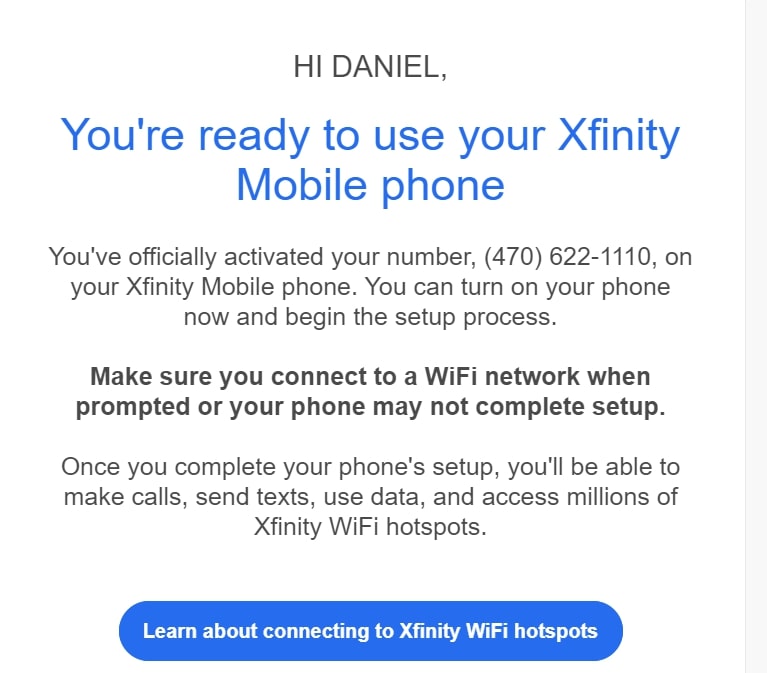 HI DANIEL,
You're ready to use your Xfinity
Mobile phone
You've officially activated your number, (470) 622-1110, on
your Xfinity Mobile phone. You can turn on your phone
now and begin the setup process.
Make sure you connect to a WiFi network when
prompted or your phone may not complete setup.
Once you complete your phone's setup, you'll be able to
make calls, send texts, use data, and access millions of
Xfinity WiFi hotspots.
Learn about connecting to Xfinity WiFi hotspots